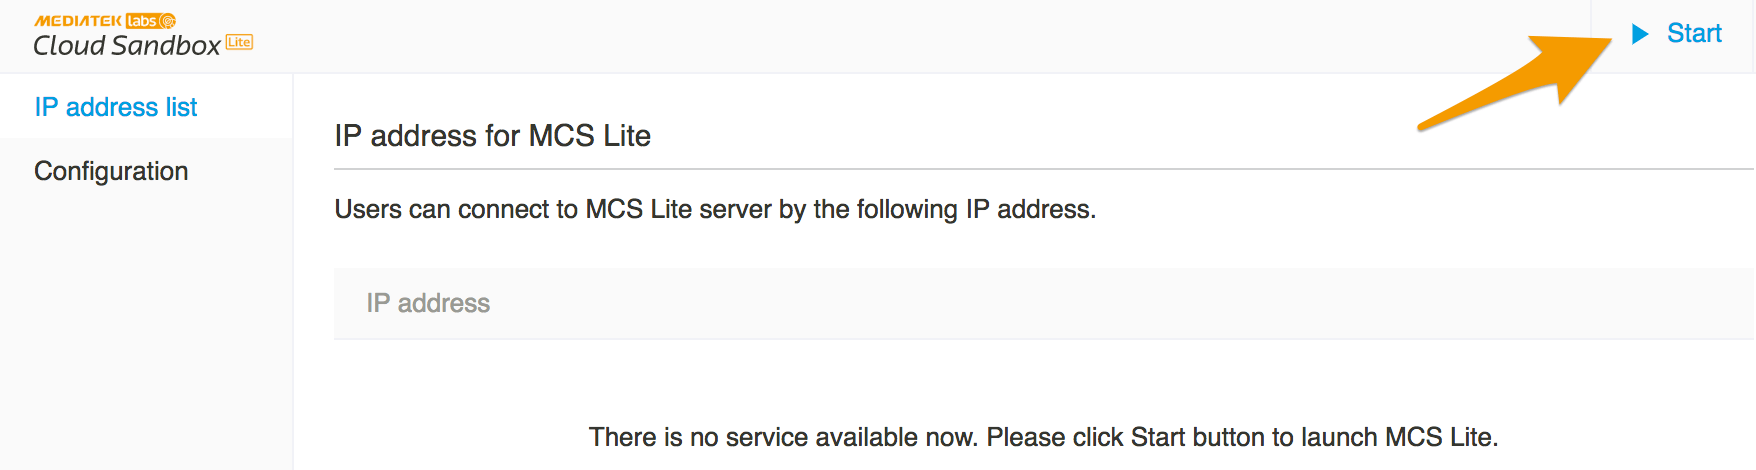 MEDIATEK labs
Cloud Sandbox Lite
Start
IP address list
Configuration
IP address for MCS Lite
Users can connect to MCS Lite server by the following IP address.
IP address
There is no service available now. Please click Start button to launch MCS Lite.